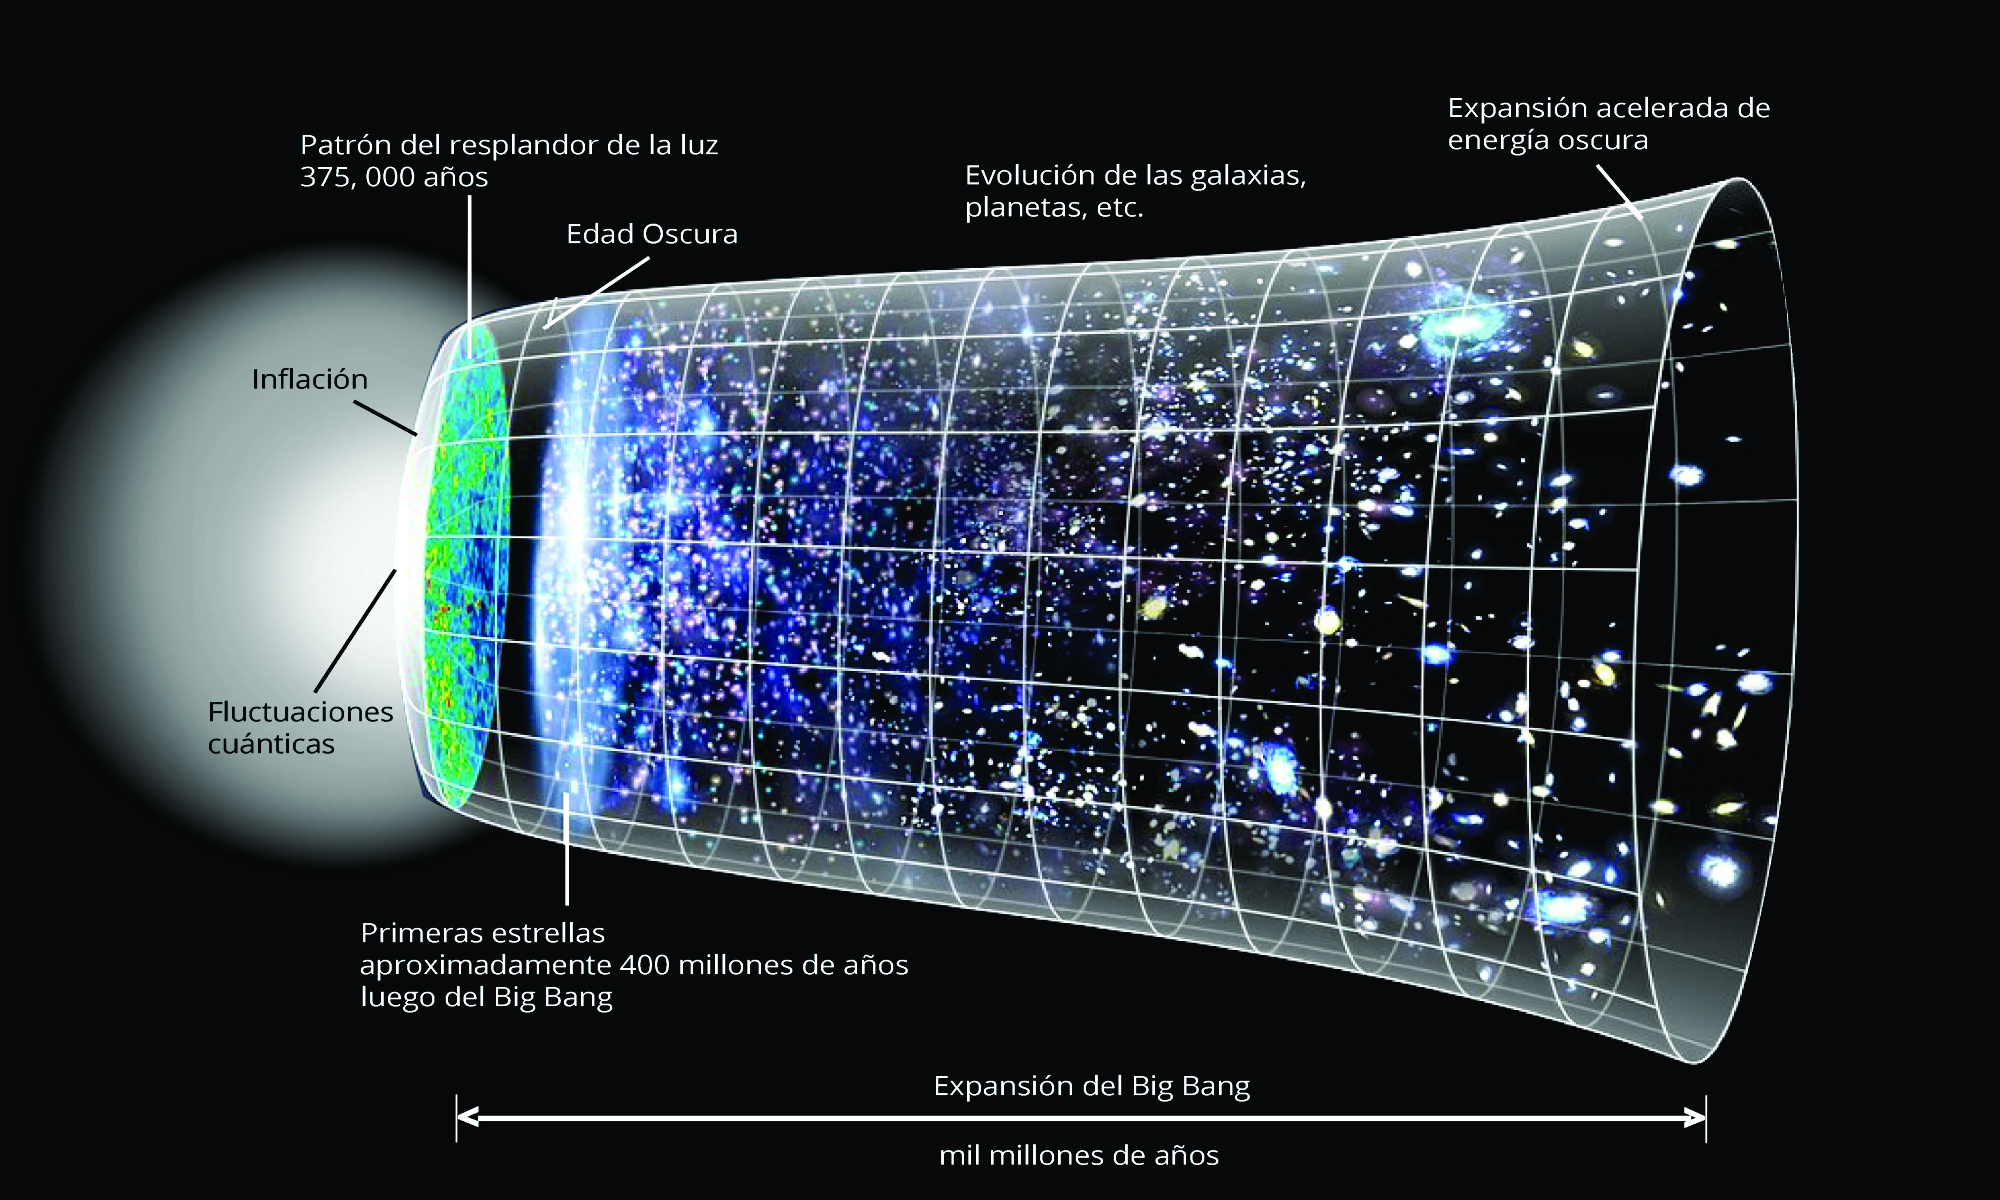 Expansión acelerada de
energía oscura
Patrón del resplandor de la luz
375, 000 años
Evolución de las galaxias,
planetas, etc.
Edad Oscura
Inflación
Fluctuaciones
cuánticas
Primeras estrellas
aproximadamente 400 millones de años
luego del Big Bang
Expansión del Big Bang
mil millones de años